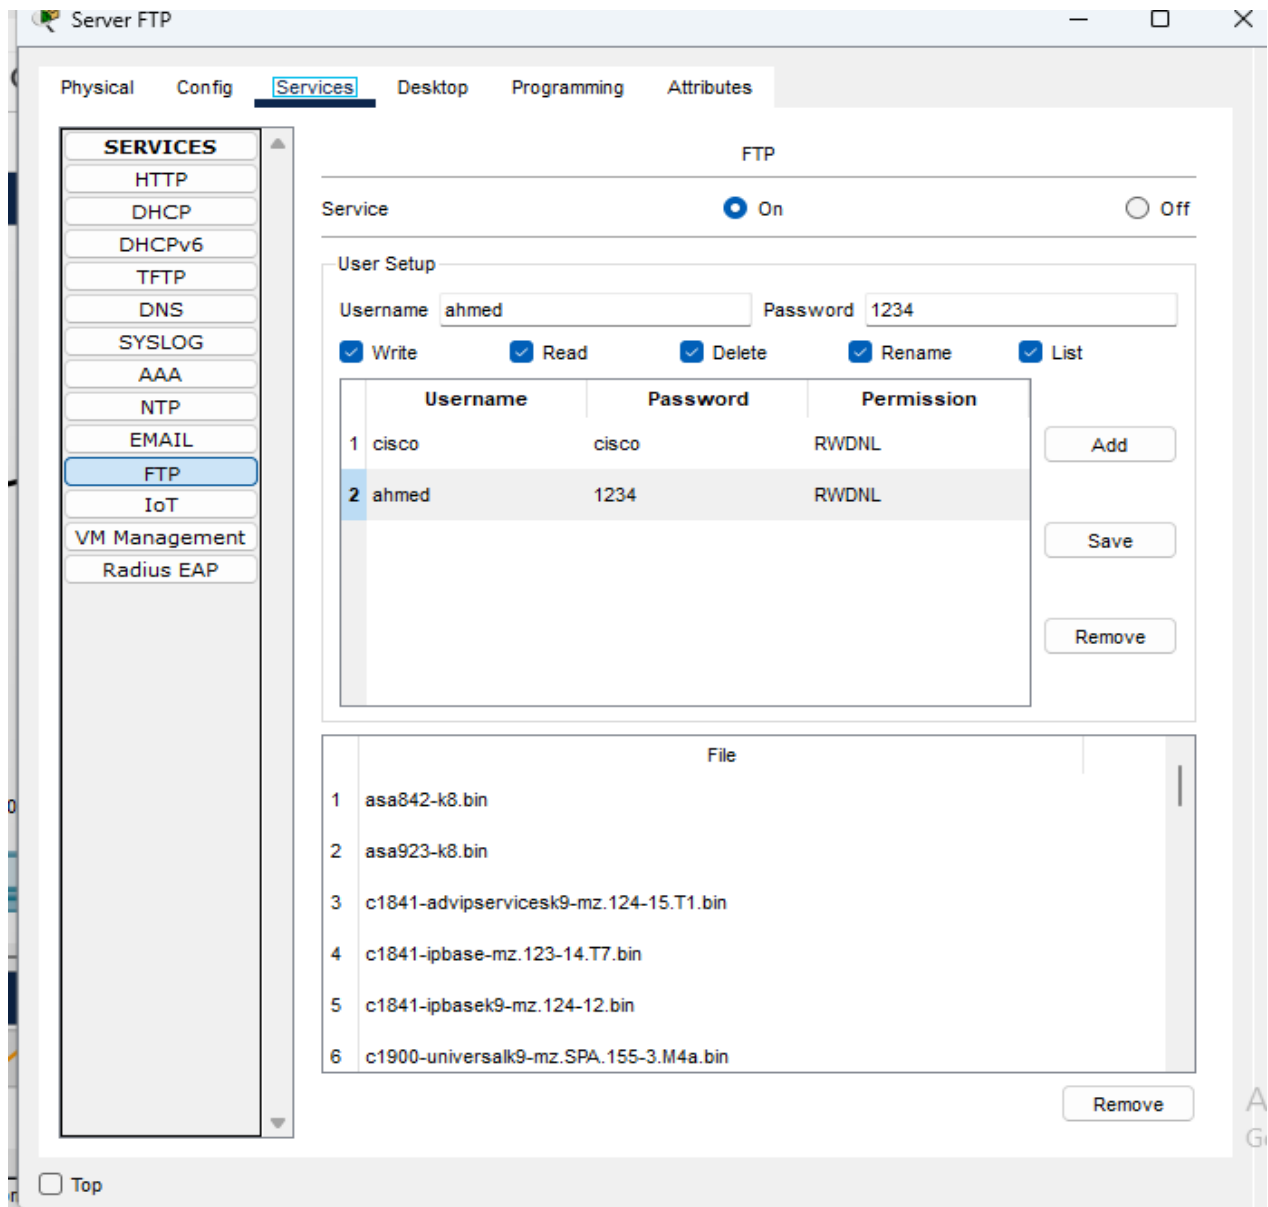 Server FTP
Physical Config Services Desktop Programming Attributes
SERVICES
HTTP
DHCP
DHCPv6
TFTP
DNS
SYSLOG
AAA
NTP
EMAIL
FTP
IoT
VM Management
Radius EAP
FTP
Service On Off
User Setup
Username ahmed Password 1234
Write Read Delete Rename List
Username Password Permission
1 cisco cisco RWDNL
2 ahmed 1234 RWDNL
Add
Save
Remove
File
1 asa842-k8.bin
2 asa923-k8.bin
3 c1841-advipservicesk9-mz.124-15.T1.bin
4 c1841-ipbase-mz.123-14.T7.bin
5 c1841-ipbasek9-mz.124-12.bin
6 c1900-universalk9-mz.SPA.155-3.M4a.bin
Remove
Top